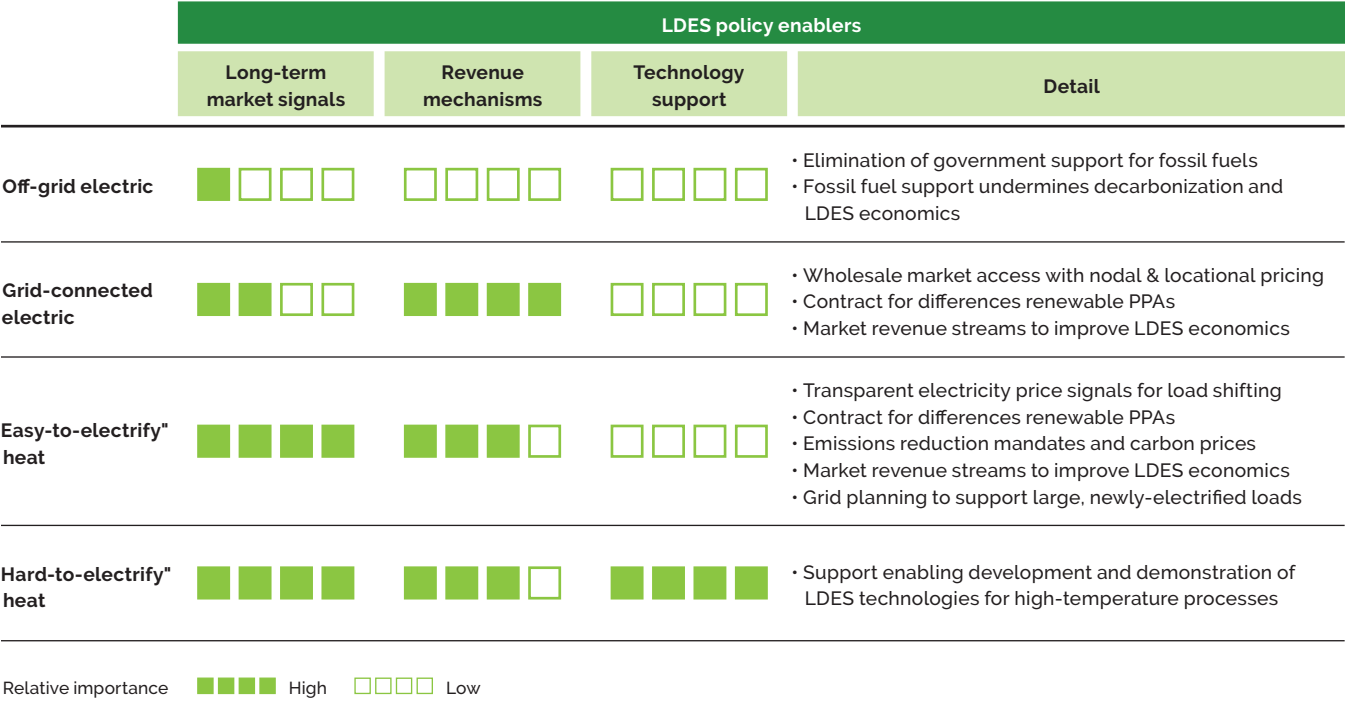 LDES policy enablers
Long-term
market signals
Revenue
mechanisms
Technology
support
Detail
Off-grid electric
• Elimination of government support for fossil fuels
• Fossil fuel support undermines decarbonization and
LDES economics
Grid-connected
electric
• Wholesale market access with nodal & locational pricing
• Contract for differences renewable PPAs
• Market revenue streams to improve LDES economics
Easy-to-electrify"
heat
• Transparent electricity price signals for load shifting
• Contract for differences renewable PPAs
• Emissions reduction mandates and carbon prices
• Market revenue streams to improve LDES economics
• Grid planning to support large, newly-electrified loads
Hard-to-electrify"
heat
• Support enabling development and demonstration of
LDES technologies for high-temperature processes
Relative importance High Low